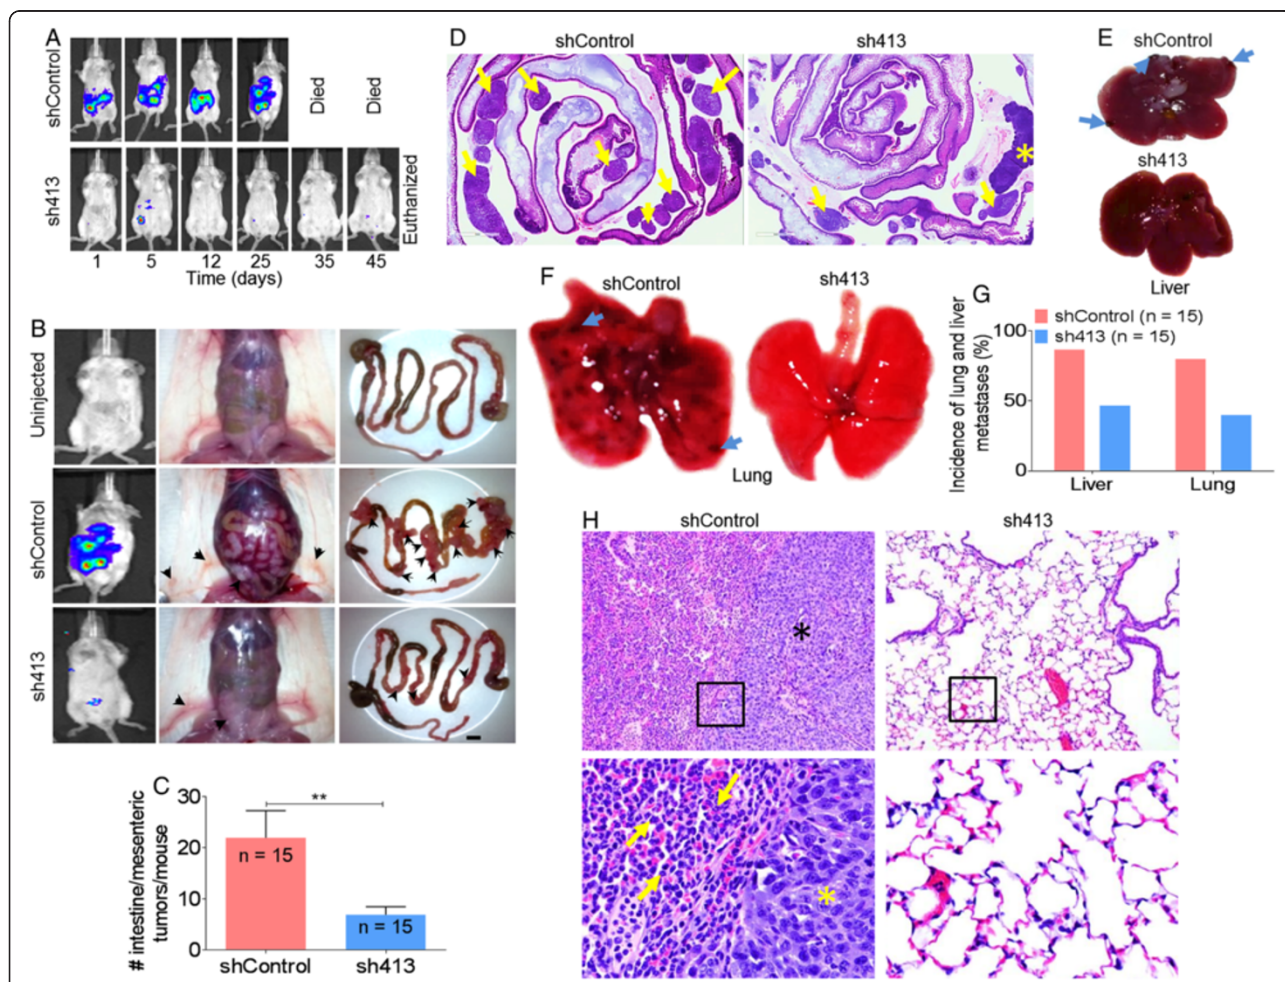 A
shControl
Died
Died
sh413
Euthanized
1 5 12 25 35 45
Time (days)
B
Uninjected
shControl
sh413
C
# intestine/mesenteric
tumors/mouse
30
20
10
0
**
n = 15
n = 15
shControl sh413
D
shControl sh413
*
E
shControl
sh413
Liver
F
shControl sh413
Lung
G
shControl (n = 15)
sh413 (n = 15)
Incidence of lung and liver
metastases (%)
100
50
0
Liver Lung
H
shControl sh413
*
*